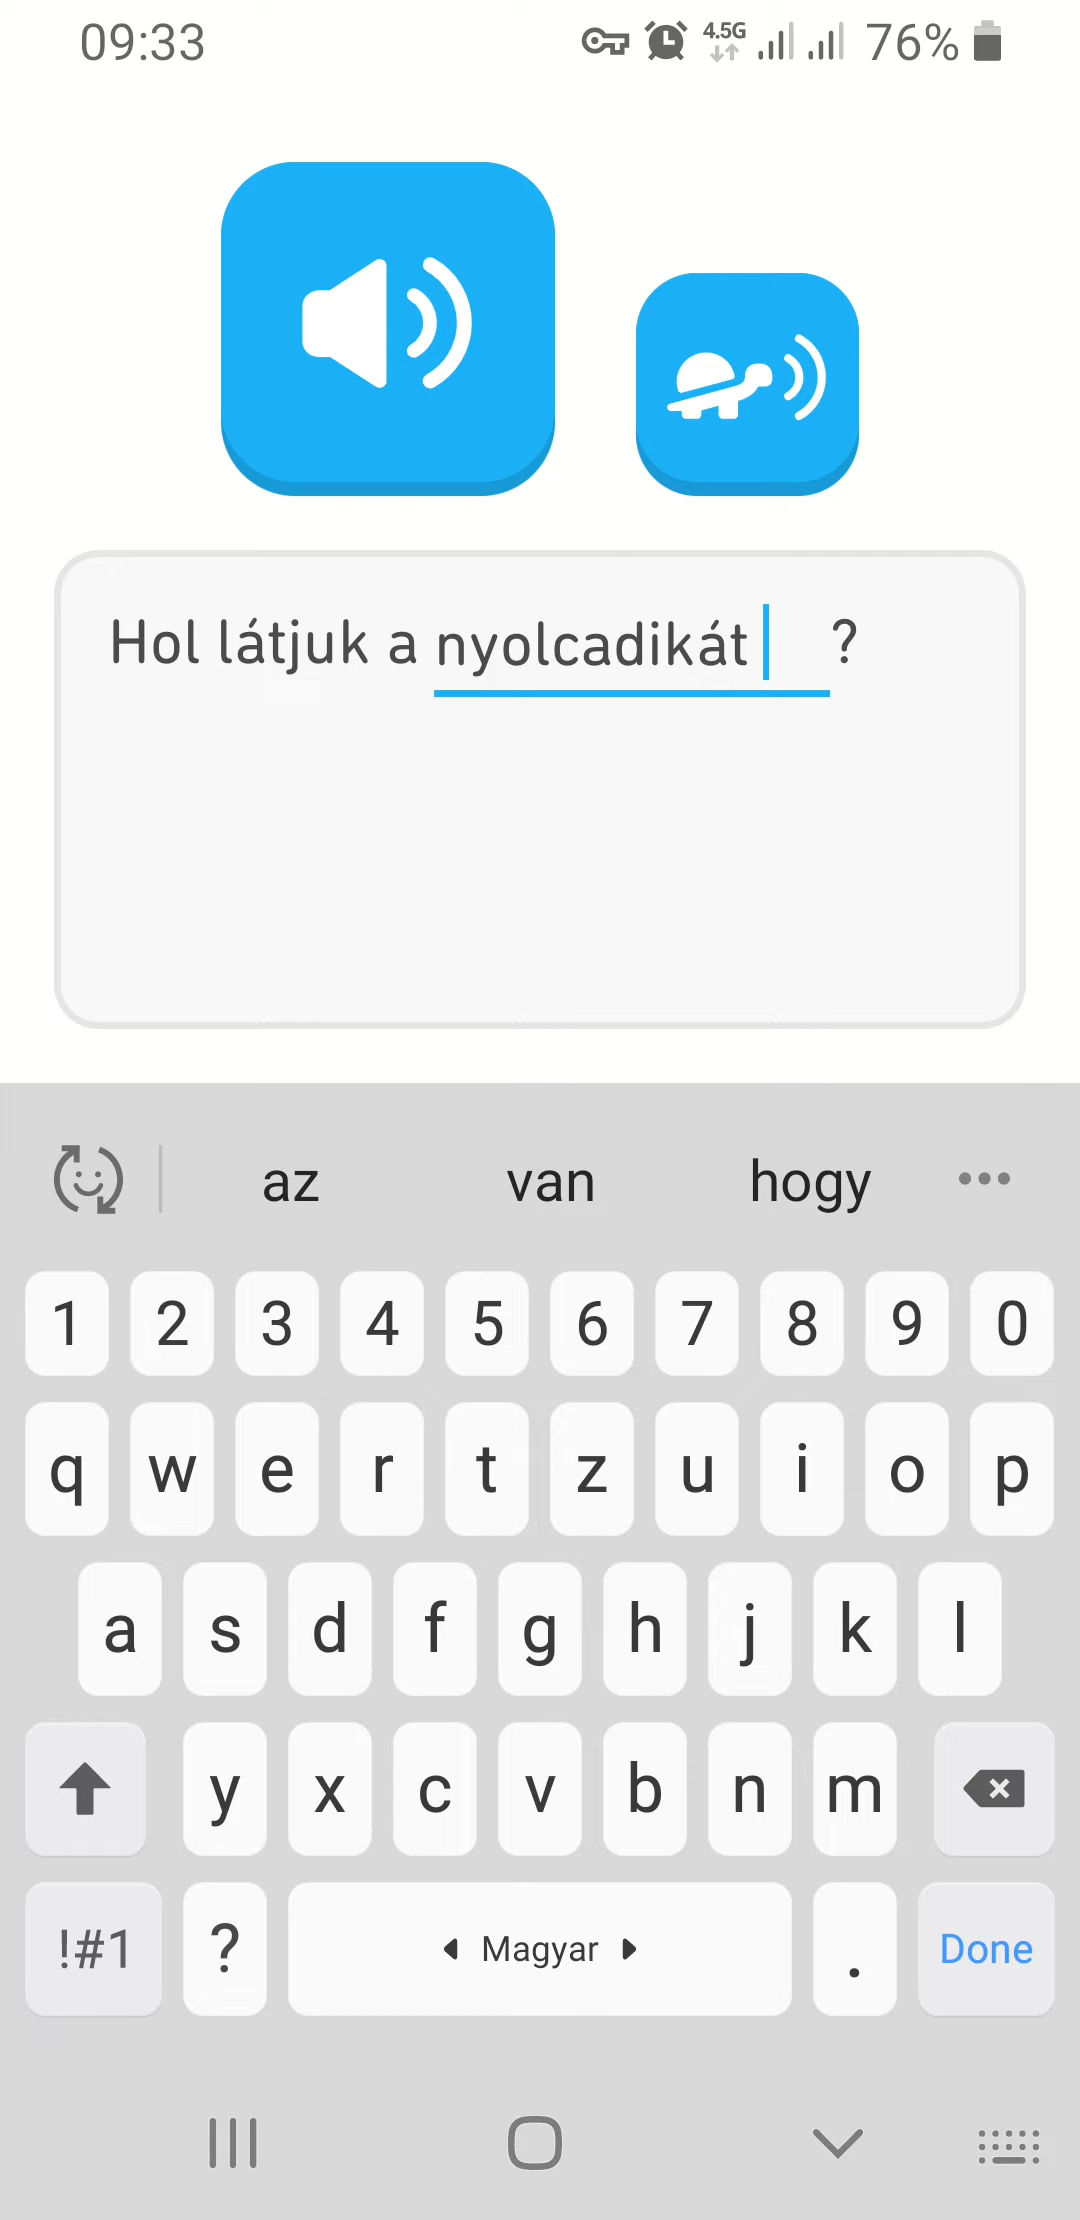 09:33
4.5G
76%
Hol látjuk a nyolcadikát ?
az van hogy
1 2 3 4 5 6 7 8 9 0
q w e r t z u i o p
a s d f g h j k l
y x c v b n m
!#1 ? Magyar . Done